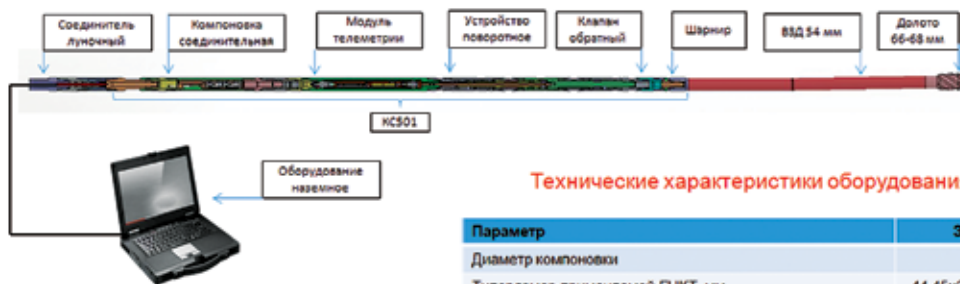 Соединитель
луночный
Компоновка
соединительная
Модуль
телеметрии
Устройство
поворотное
Клапан
обратный
Шарнир
ВЗД 54 мм
Долото
66-68 мм
КС501
Оборудование
наземное
Технические характеристики оборудовани
Параметр
Диаметр компоновки